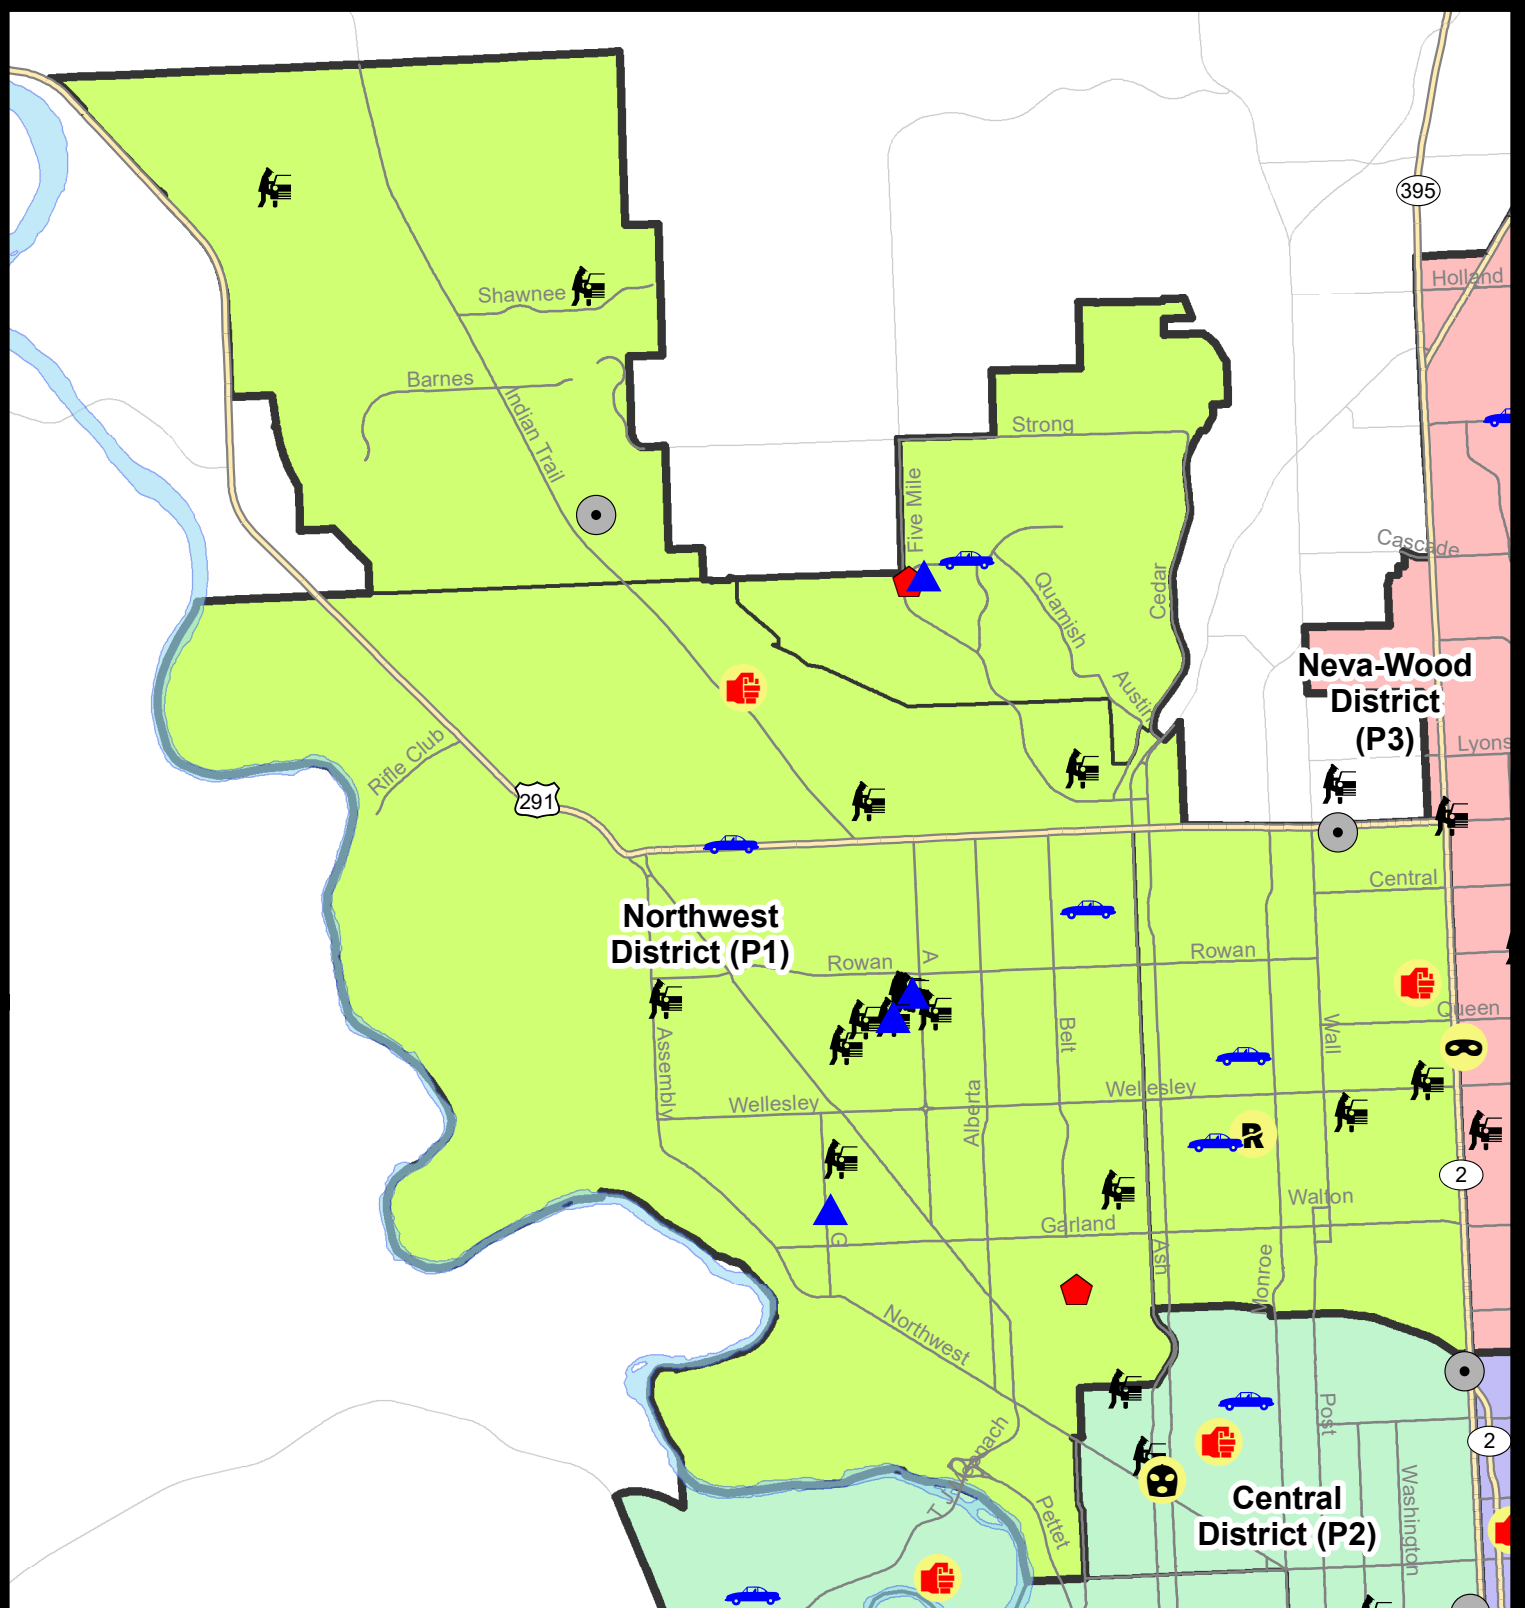 395
Holland
Shawnee
Barnes
Indian Trail
Strong
Five Mile
Cascade
Quamish
Cedar
Austin
Neva-Wood
District
(P3)
Lyons
Rifle Club
291
Central
Northwest
District (P1)
Rowan
A
Rowan
Queen
Assembly
Belt
Wall
Wellesley
Wellesley
Alberta
2
Walton
Garland
G
Ash
Monroe
Northwest
Post
2
T J Meenach
Pettet
Central
District (P2)
Washington
R